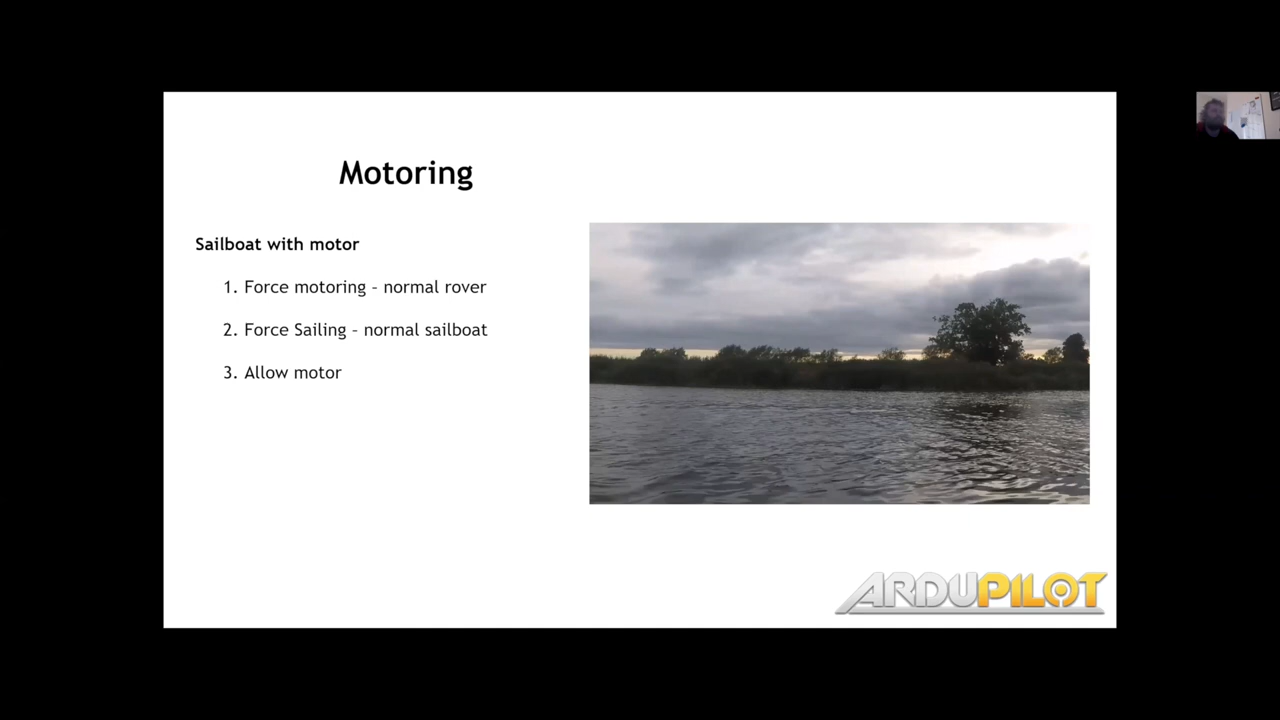 Motoring
Sailboat with motor
1. Force motoring – normal rover
2. Force Sailing – normal sailboat
3. Allow motor
ARDUPILOT